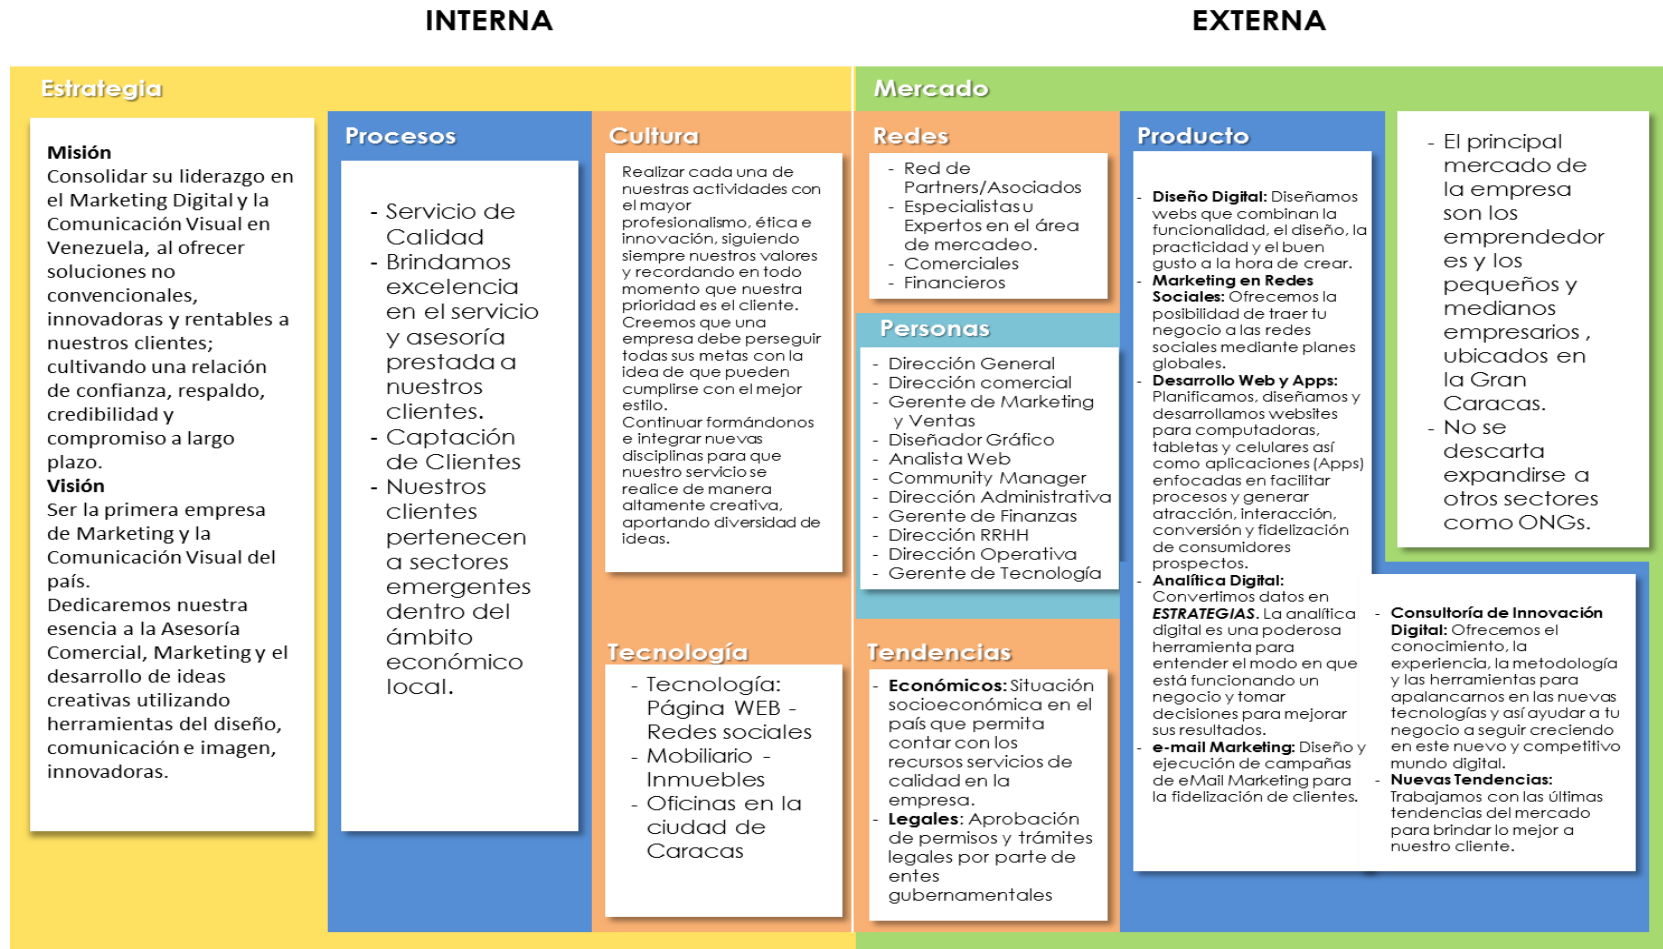 INTERNA
EXTERNA
Estrategia
Misión
Consolidar su liderazgo en
el Marketing Digital y la
Comunicación Visual en
Venezuela, al ofrecer
soluciones no
convencionales,
innovadoras y rentables a
nuestros clientes;
cultivando una relación
de confianza, respaldo,
credibilidad y
compromiso a largo
plazo.
Visión
Ser la primera empresa
de Marketing y la
Comunicación Visual del
país.
Dedicaremos nuestra
esencia a la Asesoría
Comercial, Marketing y el
desarrollo de ideas
creativas utilizando
herramientas del diseño,
comunicación e imagen,
innovadoras.
Procesos
- Servicio de
Calidad
- Brindamos
excelencia
en el servicio
y asesoría
prestada a
nuestros
clientes.
- Captación
de Clientes
- Nuestros
clientes
pertenecen
a sectores
emergentes
dentro del
ámbito
económico
local.
Cultura
Realizar cada una de
nuestras actividades con
el mayor
profesionalismo, ética e
innovación, siguiendo
siempre nuestros valores
y recordando en todo
momento que nuestra
prioridad es el cliente.
Creemos que una
empresa debe perseguir
todas sus metas con la
idea de que pueden
cumplirse con el mejor
estilo.
Continuar formándonos
e integrar nuevas
disciplinas para que
nuestro servicio se
realice de manera
altamente creativa,
aportando diversidad de
ideas.
Tecnología
- Tecnología:
Página WEB -
Redes sociales
- Mobiliario -
Inmuebles
- Oficinas en la
ciudad de
Caracas
Mercado
Redes
- Red de
Partners/Asociados
- Especialistas u
Expertos en el área
de mercadeo.
- Comerciales
- Financieros
Personas
- Dirección General
- Dirección comercial
- Gerente de Marketing
y Ventas
- Diseñador Gráfico
- Analista Web
- Community Manager
- Dirección Administrativa
- Gerente de Finanzas
- Dirección RRHH
- Dirección Operativa
- Gerente de Tecnología
Tendencias
- Económicos: Situación
socioeconómica en el
país que permita
contar con los
recursos servicios de
calidad en la
empresa.
- Legales: Aprobación
de permisos y trámites
legales por parte de
entes
gubernamentales
Producto
- Diseño Digital: Diseñamos
webs que combinan la
funcionalidad, el diseño, la
practicidad y el buen
gusto a la hora de crear.
- Marketing en Redes
Sociales: Ofrecemos la
posibilidad de traer tu
negocio a las redes
sociales mediante planes
globales.
- Desarrollo Web y Apps:
Planificamos, diseñamos y
desarrollamos websites
para computadoras,
tabletas y celulares así
como aplicaciones (Apps)
enfocadas en facilitar
procesos y generar
atracción, interacción,
conversión y fidelización
de consumidores
prospectos.
- Analítica Digital:
Convertimos datos en
ESTRATEGIAS. La analítica
digital es una poderosa
herramienta para
entender el modo en que
está funcionando un
negocio y tomar
decisiones para mejorar
sus resultados.
- e-mail Marketing: Diseño y
ejecución de campañas
de eMail Marketing para
la fidelización de clientes.
- Consultoría de Innovación
Digital: Ofrecemos el
conocimiento, la
experiencia, la metodología
y las herramientas para
apalancarnos en las nuevas
tecnologías y así ayudar a tu
negocio a seguir creciendo
en este nuevo y competitivo
mundo digital.
- Nuevas Tendencias:
Trabajamos con las últimas
tendencias del mercado
para brindar lo mejor a
nuestro cliente.
- El principal
mercado de
la empresa
son los
emprendedor
es y los
pequeños y
medianos
empresarios ,
ubicados en
la Gran
Caracas.
- No se
descarta
expandirse a
otros sectores
como ONGs.